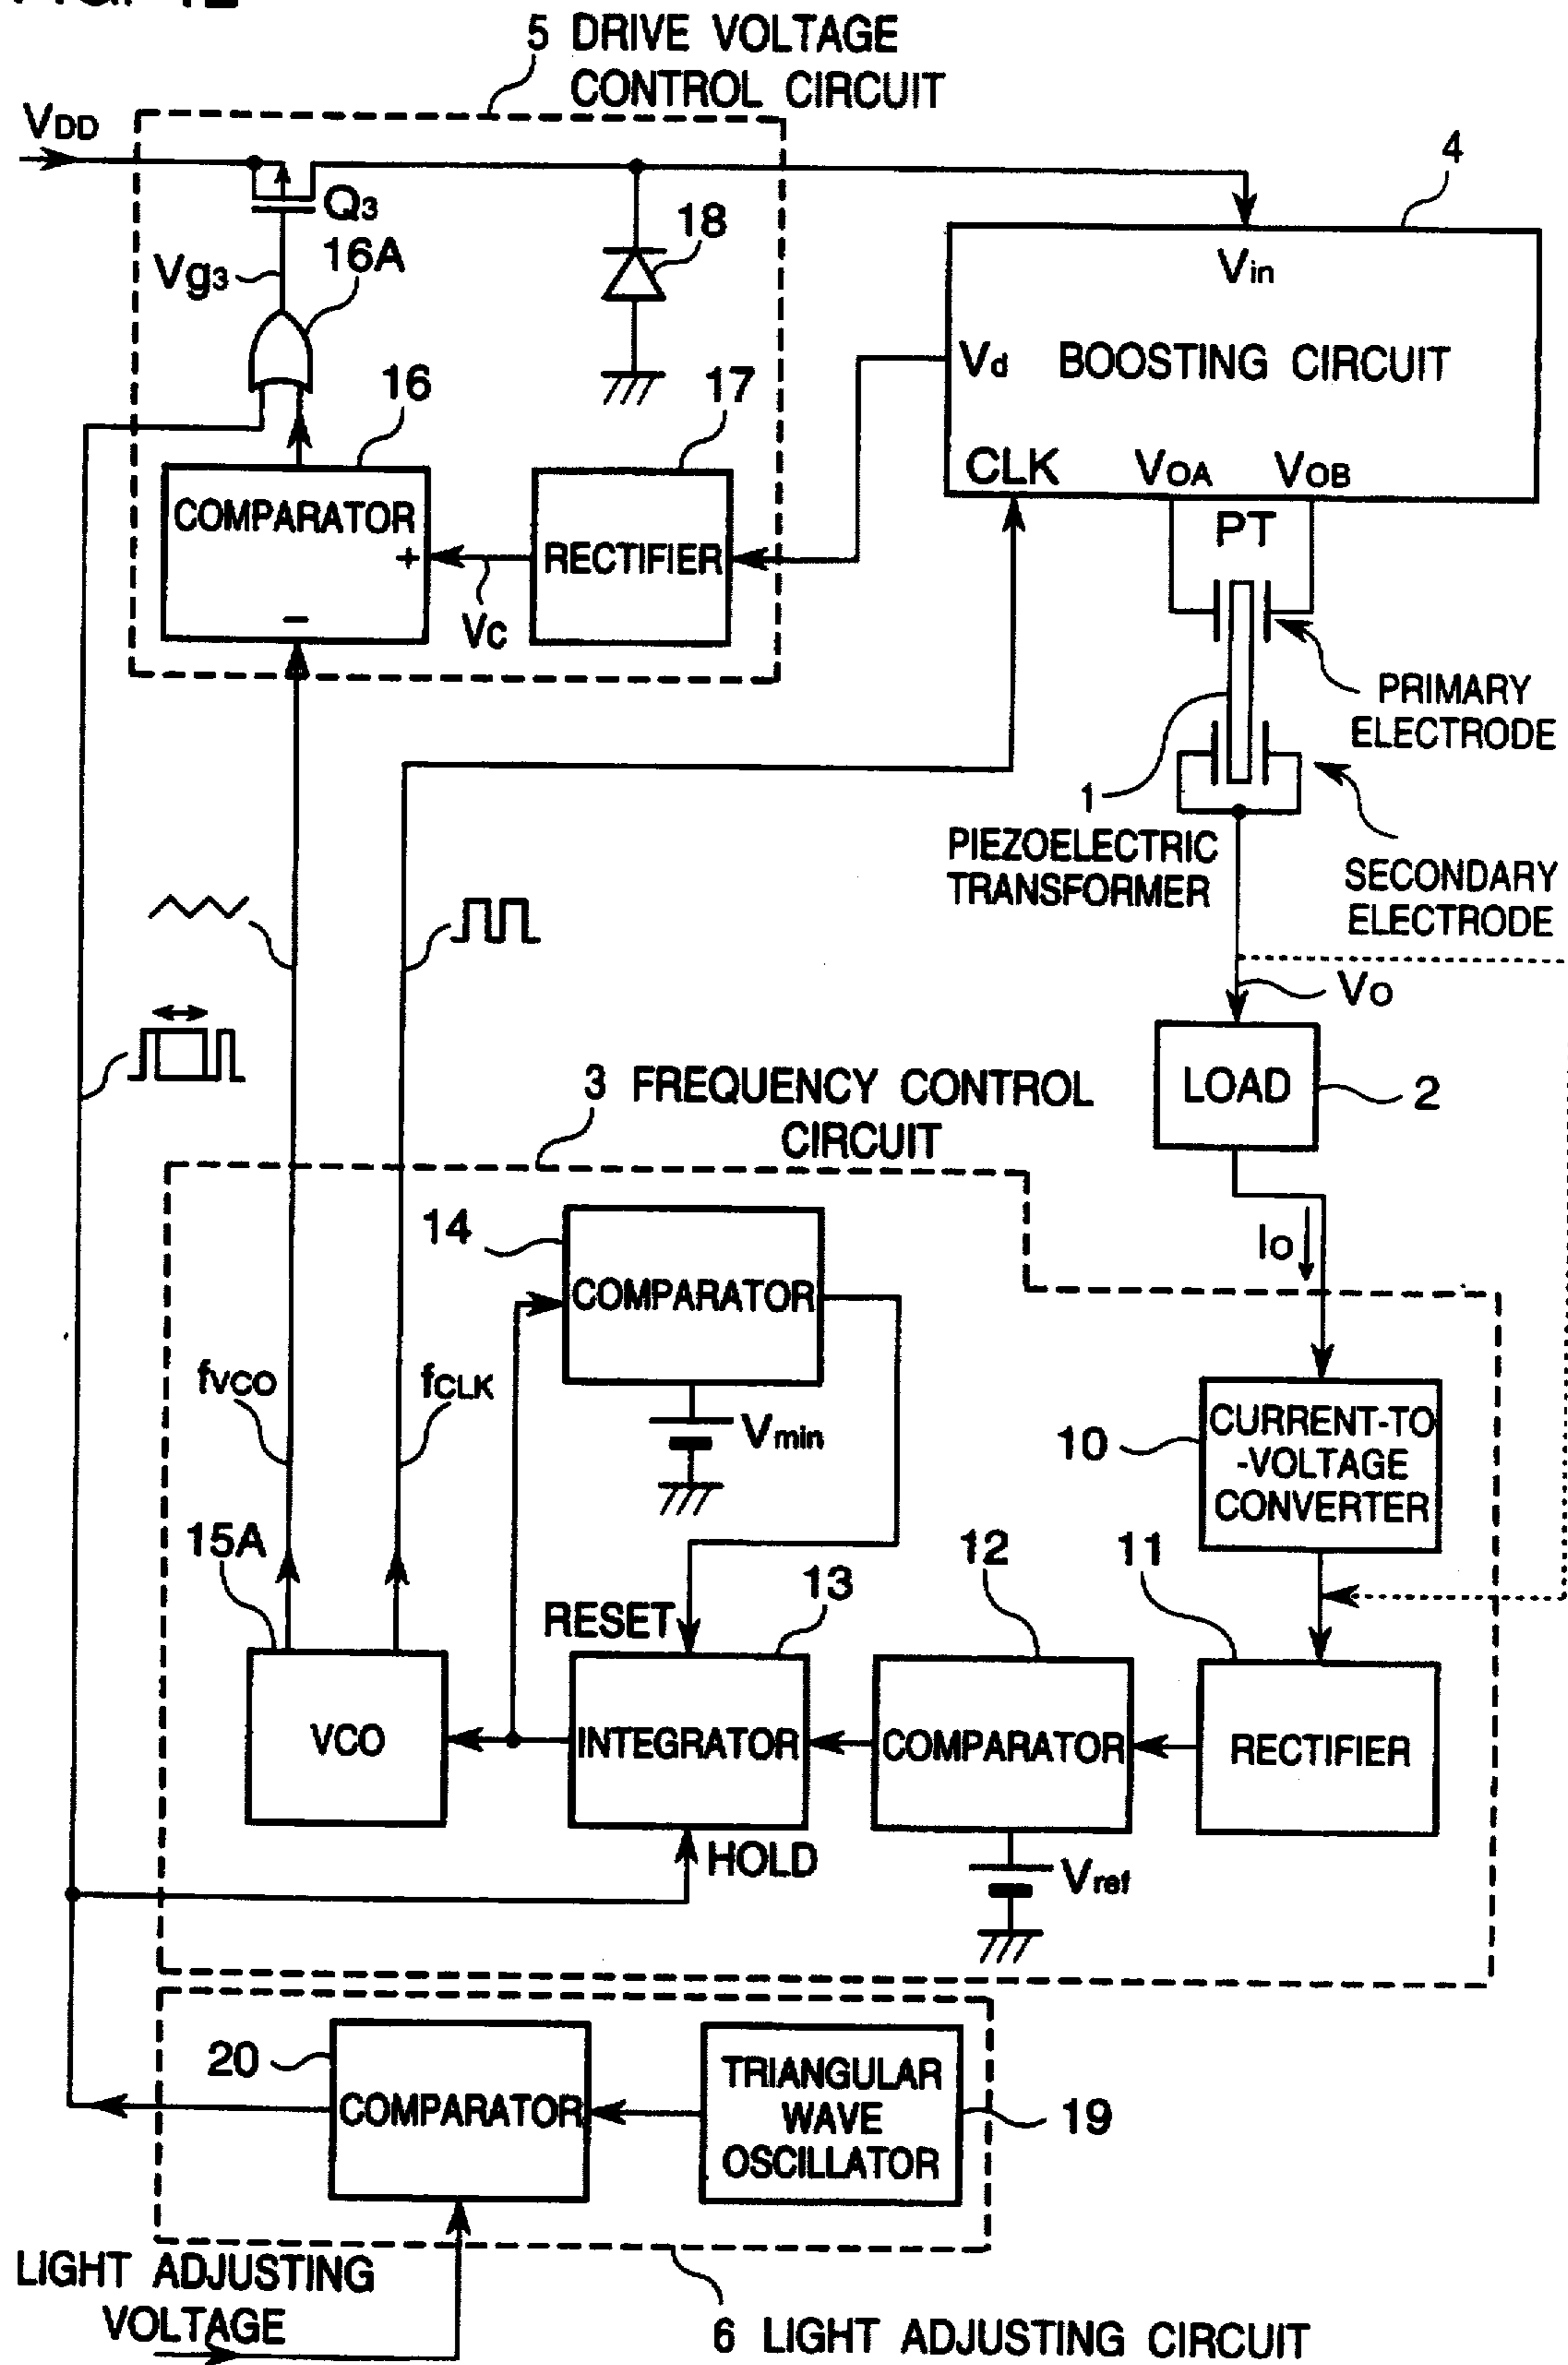 5 DRIVE VOLTAGE
CONTROL CIRCUIT
VDD
4
Q3
18
16A
Vg3
Vin
Vd BOOSTING CIRCUIT
16
17
CLK VOA VOB
COMPARATOR
+
-
RECTIFIER
VC
PT
PRIMARY
ELECTRODE
1
PIEZOELECTRIC
TRANSFORMER
SECONDARY
ELECTRODE
VO
LOAD
2
3 FREQUENCY CONTROL
CIRCUIT
14
COMPARATOR
IO
fVCO
fCLK
Vmin
10
CURRENT-TO
-VOLTAGE
CONVERTER
15A
12
11
13
RESET
VCO
INTEGRATOR
COMPARATOR
RECTIFIER
HOLD
Vref
20
COMPARATOR
TRIANGULAR
WAVE
OSCILLATOR
19
LIGHT ADJUSTING
VOLTAGE
6 LIGHT ADJUSTING CIRCUIT